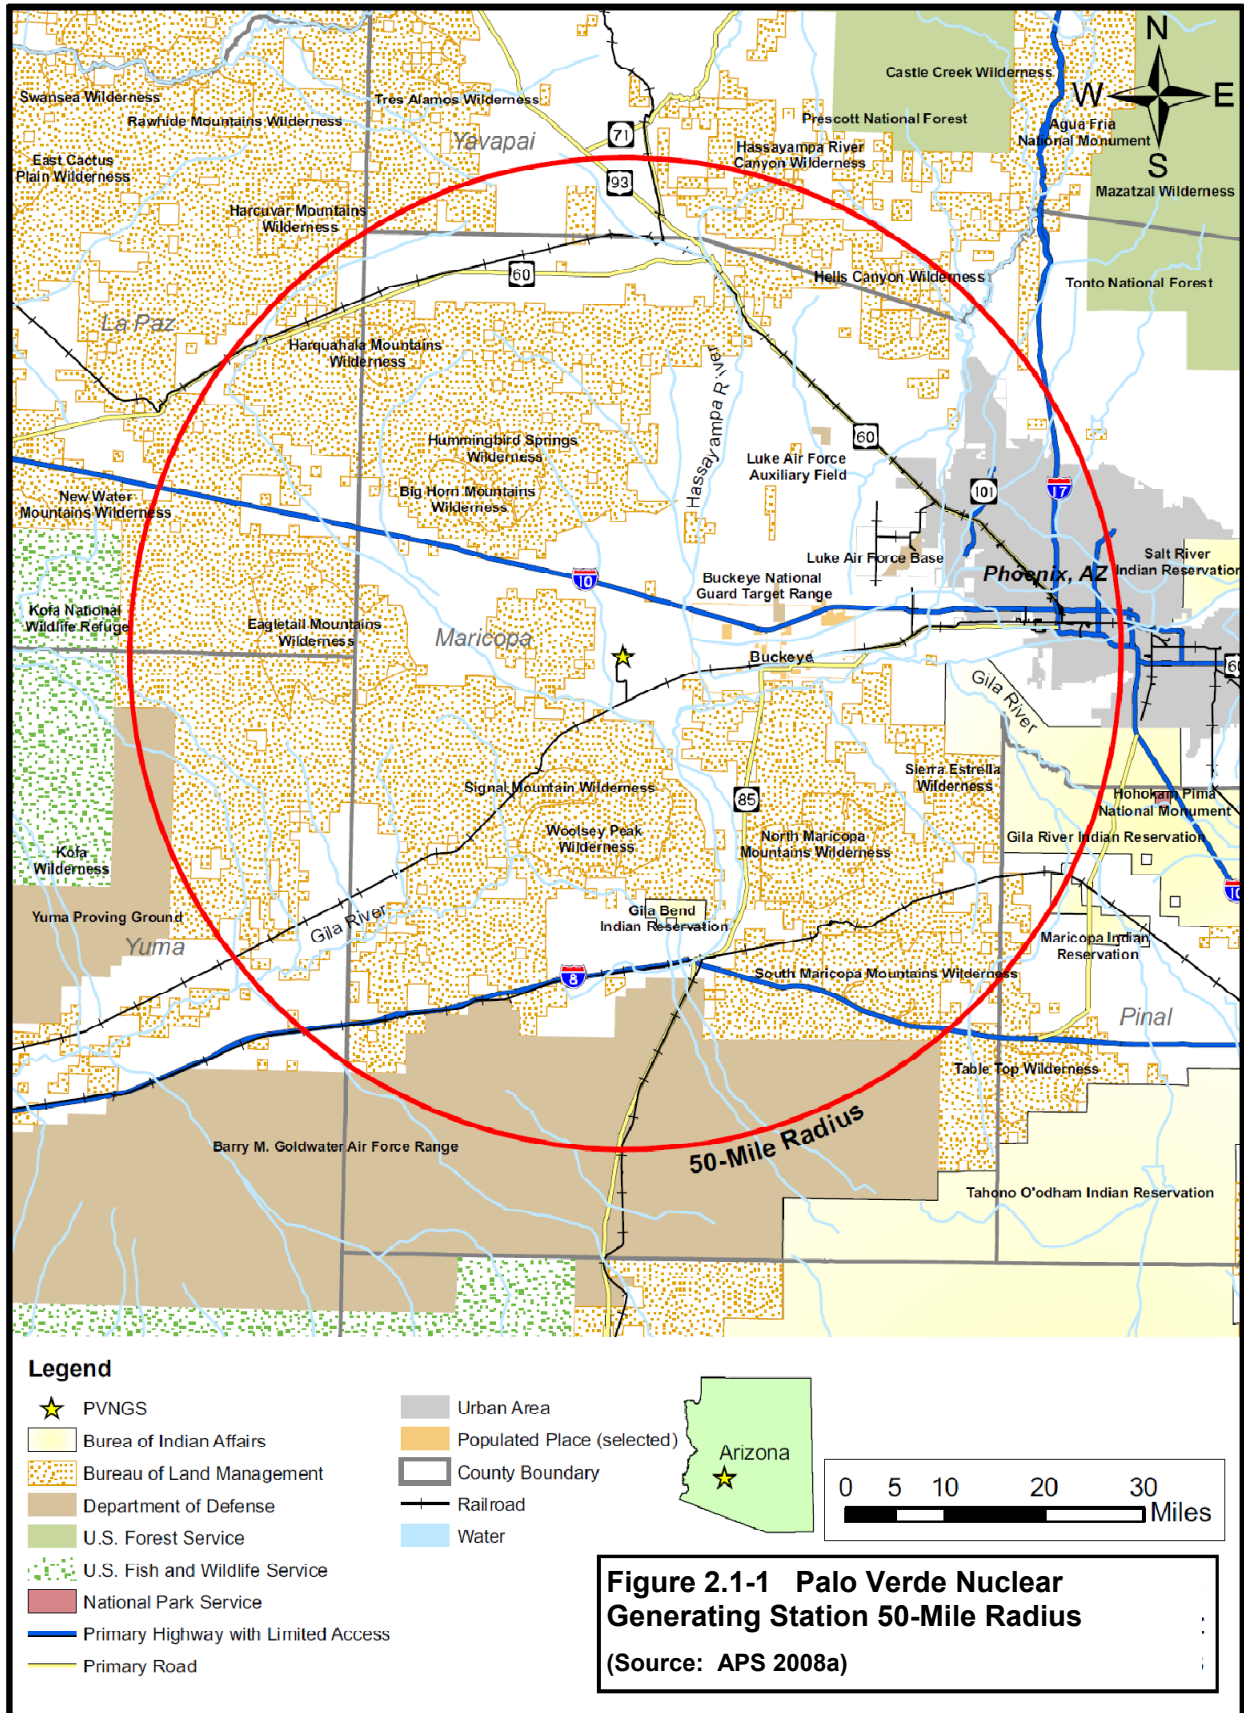 N
W E
S
Castle Creek Wilderness
Swansea Wilderness
Tres Alamos Wilderness
Rawhide Mountains Wilderness
Prescott National Forest
Agua Fria
National Monument
Yavapai
71
Hassayampa River
Canyon Wilderness
East Cactus
Plain Wilderness
93
Mazatzal Wilderness
Harcuvar Mountains
Wilderness
60
Hells Canyon Wilderness
Tonto National Forest
La Paz
Harquahala Mountains
Wilderness
Hassayampa River
Hummingbird Springs
Wilderness
60
Luke Air Force
Auxiliary Field
Big Horn Mountains
Wilderness
101
17
New Water
Mountains Wilderness
Luke Air Force Base
Salt River
Indian Reservation
Phoenix, AZ
10
Buckeye National
Guard Target Range
Kofa National
Wildlife Refuge
Eagletail Mountains
Wilderness
Maricopa
Buckeye
60
Gila River
Sierra Estrella
Wilderness
Signal Mountain Wilderness
85
Hohokam Pima
National Monument
Woolsey Peak
Wilderness
North Maricopa
Mountains Wilderness
Gila River Indian Reservation
Kofa
Wilderness
10
Yuma Proving Ground
Gila River
Gila Bend
Indian Reservation
Yuma
Maricopa Indian
Reservation
8
South Maricopa Mountains Wilderness
Pinal
Table Top Wilderness
Barry M. Goldwater Air Force Range
50-Mile Radius
Tahono O'odham Indian Reservation
Legend
PVNGS
Burea of Indian Affairs
Bureau of Land Management
Department of Defense
U.S. Forest Service
U.S. Fish and Wildlife Service
National Park Service
Primary Highway with Limited Access
Primary Road
Urban Area
Populated Place (selected)
County Boundary
Railroad
Water
Arizona
0 5 10 20 30
Miles
Figure 2.1-1 Palo Verde Nuclear
Generating Station 50-Mile Radius
(Source: APS 2008a)